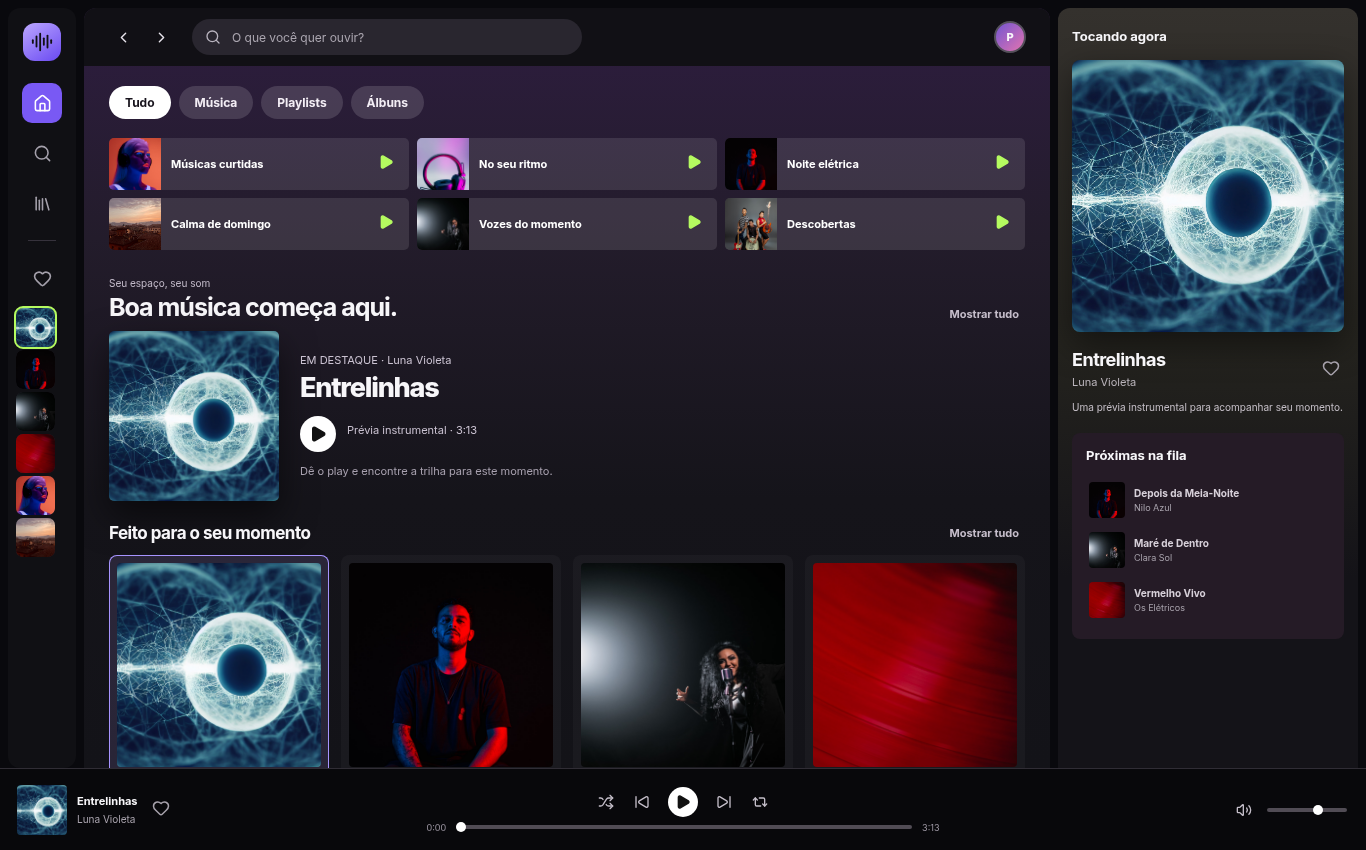 O que você quer ouvir?
P
Tudo
Música
Playlists
Álbuns
Músicas curtidas
No seu ritmo
Noite elétrica
Calma de domingo
Vozes do momento
Descobertas
Seu espaço, seu som
Boa música começa aqui.
Mostrar tudo
EM DESTAQUE · Luna Violeta
Entrelinhas
Prévia instrumental · 3:13
Dê o play e encontre a trilha para este momento.
Feito para o seu momento
Mostrar tudo
Tocando agora
Entrelinhas
Luna Violeta
Uma prévia instrumental para acompanhar seu momento.
Próximas na fila
Depois da Meia-Noite
Nilo Azul
Maré de Dentro
Clara Sol
Vermelho Vivo
Os Elétricos
Entrelinhas
Luna Violeta
0:00
3:13